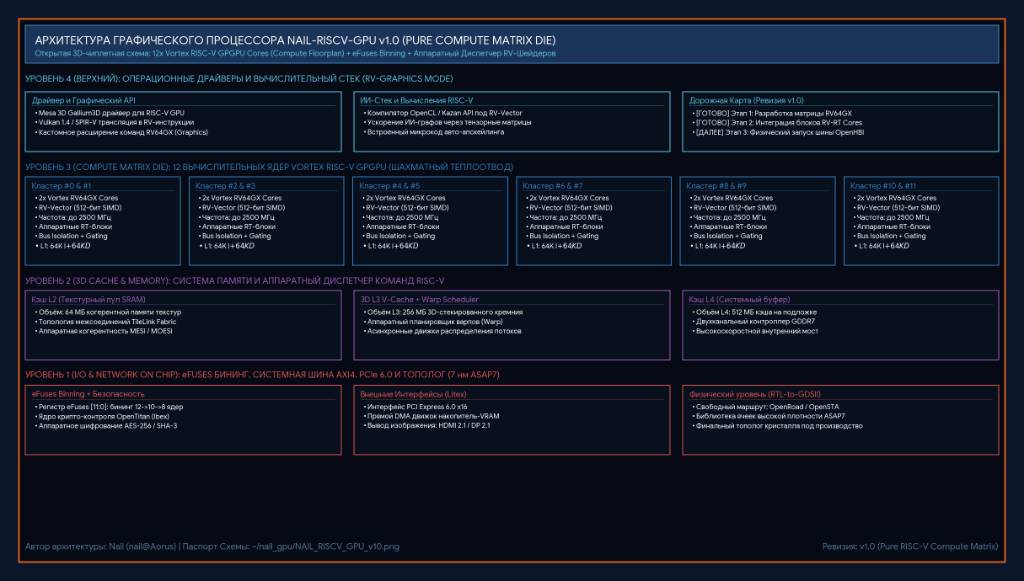 АРХИТЕКТУРА ГРАФИЧЕСКОГО ПРОЦЕССОРА NAIL-RISCV-GPU v1.0 (PURE COMPUTE MATRIX DIE)
Открытая 3D-чиплетная схема: 12x Vortex RISC-V GPGPU Cores (Compute Floorplan) + eFuses Binning + Аппаратный Диспетчер RV-Шейдеров
УРОВЕНЬ 4 (ВЕРХНИЙ): ОПЕРАЦИОННЫЕ ДРАЙВЕРЫ И ВЫЧИСЛИТЕЛЬНЫЙ СТЕК (RV-GRAPHICS MODE)
Драйвер и Графический API
• Mesa 3D Gallium3D драйвер для RISC-V GPU
• Vulkan 1.4 / SPIR-V трансляция в RV-инструкции
• Кастомное расширение команд RV64GX (Graphics)
ИИ-Стек и Вычисления RISC-V
• Компилятор OpenCL / Kazan API под RV-Vector
• Ускорение ИИ-графов через тензорные матрицы
• Встроенный микрокод авто-апскейлинга
Дорожная Карта (Ревизия v1.0)
• [ГОТОВО] Этап 1: Разработка матрицы RV64GX
• [ГОТОВО] Этап 2: Интеграция блоков RV-RT Cores
• [ДАЛЕЕ] Этап 3: Физический запуск шины OpenHBI
УРОВЕНЬ 3 (COMPUTE MATRIX DIE): 12 ВЫЧИСЛИТЕЛЬНЫХ ЯДЕР VORTEX RISC-V GPGPU (ШАХМАТНЫЙ ТЕПЛООТВОД)
Кластер #0 & #1
• 2x Vortex RV64GX Cores
• RV-Vector (512-бит SIMD)
• Частота: до 2500 МГц
• Аппаратные RT-блоки
• Bus Isolation + Gating
• L1: 64K I+64KD
Кластер #2 & #3
• 2x Vortex RV64GX Cores
• RV-Vector (512-бит SIMD)
• Частота: до 2500 МГц
• Аппаратные RT-блоки
• Bus Isolation + Gating
• L1: 64K I+64KD
Кластер #4 & #5
• 2x Vortex RV64GX Cores
• RV-Vector (512-бит SIMD)
• Частота: до 2500 МГц
• Аппаратные RT-блоки
• Bus Isolation + Gating
• L1: 64K I+64KD
Кластер #6 & #7
• 2x Vortex RV64GX Cores
• RV-Vector (512-бит SIMD)
• Частота: до 2500 МГц
• Аппаратные RT-блоки
• Bus Isolation + Gating
• L1: 64K I+64KD
Кластер #8 & #9
• 2x Vortex RV64GX Cores
• RV-Vector (512-бит SIMD)
• Частота: до 2500 МГц
• Аппаратные RT-блоки
• Bus Isolation + Gating
• L1: 64K I+64KD
Кластер #10 & #11
• 2x Vortex RV64GX Cores
• RV-Vector (512-бит SIMD)
• Частота: до 2500 МГц
• Аппаратные RT-блоки
• Bus Isolation + Gating
• L1: 64K I+64KD
УРОВЕНЬ 2 (3D CACHE & MEMORY): СИСТЕМА ПАМЯТИ И АППАРАТНЫЙ ДИСПЕТЧЕР КОМАНД RISC-V
Кэш L2 (Текстурный пул SRAM)
• Объём: 64 МБ когерентной памяти текстур
• Топология межсоединений TileLink Fabric
• Аппаратная когерентность MESI / MOESI
3D L3 V-Cache + Warp Scheduler
• Объём L3: 256 МБ 3D-стекированного кремния
• Аппаратный планировщик варпов (Warp)
• Асинхронные движки распределения потоков
Кэш L4 (Системный буфер)
• Объём L4: 512 МБ кэша на подложке
• Двухканальный контроллер GDDR7
• Высокоскоростной внутренний мост
УРОВЕНЬ 1 (I/O & NETWORK ON CHIP): eFUSES БИНИНГ, СИСТЕМНАЯ ШИНА AXI4, PCIe 6.0 И ТОПОЛОГ (7 нм ASAP7)
eFuses Binning + Безопасность
• Регистр eFuses [11:0]: бининг 12->10->8 ядер
• Ядро крипто-контроля OpenTitan (Ibex)
• Аппаратное шифрование AES-256 / SHA-3
Внешние Интерфейсы (Litex)
• Интерфейс PCI Express 6.0 x16
• Прямой DMA движок накопитель-VRAM
• Вывод изображения: HDMI 2.1 / DP 2.1
Физический уровень (RTL-to-GDSII)
• Свободный маршрут: OpenRoad / OpenSTA
• Библиотека ячеек высокой плотности ASAP7
• Финальный тополог кристалла под производство
Автор архитектуры: Nail (nail@Aorus) | Паспорт Схемы: ~/nail_gpu/NAIL_RISCV_GPU_v10.png
Ревизия: v1.0 (Pure RISC-V Compute Matrix)